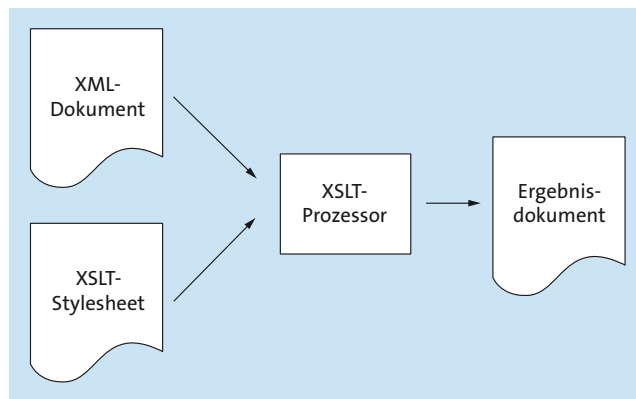 XML-
Dokument
XSLT-
Stylesheet
XSLT-
Prozessor
Ergebnis-
dokument